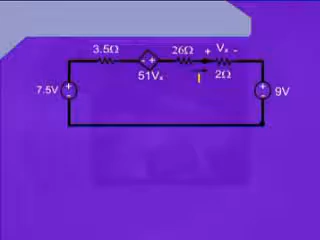 3.5Ω 26Ω + Vₓ -
- + 51Vₓ I 2Ω
7.5V + - + - 9V